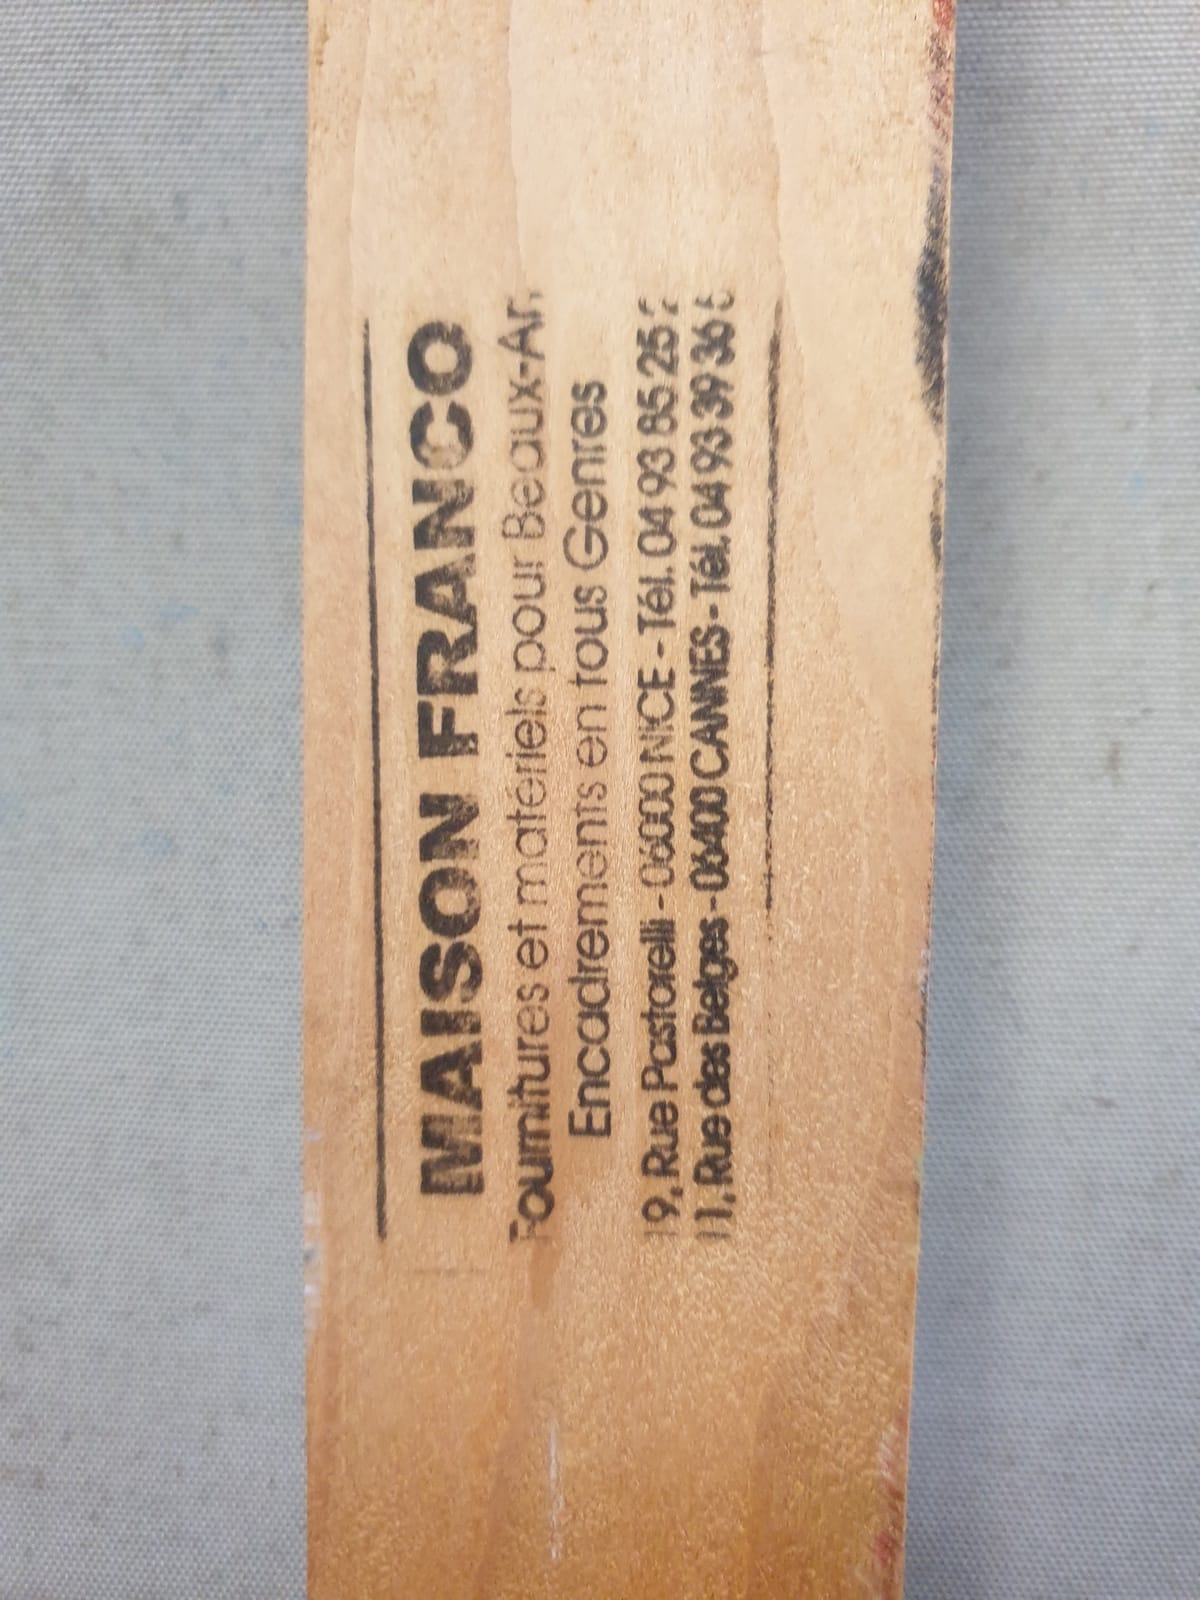 MAISON FRANCO
Fournitures et matériels pour Beaux-Ar
Encadrements en tous Genres
19, Rue Pastorelli - 06000 NICE - Tél. 04 93 85 25
11, Rue des Belges - 06400 CANNES - Tél. 04 93 39 36